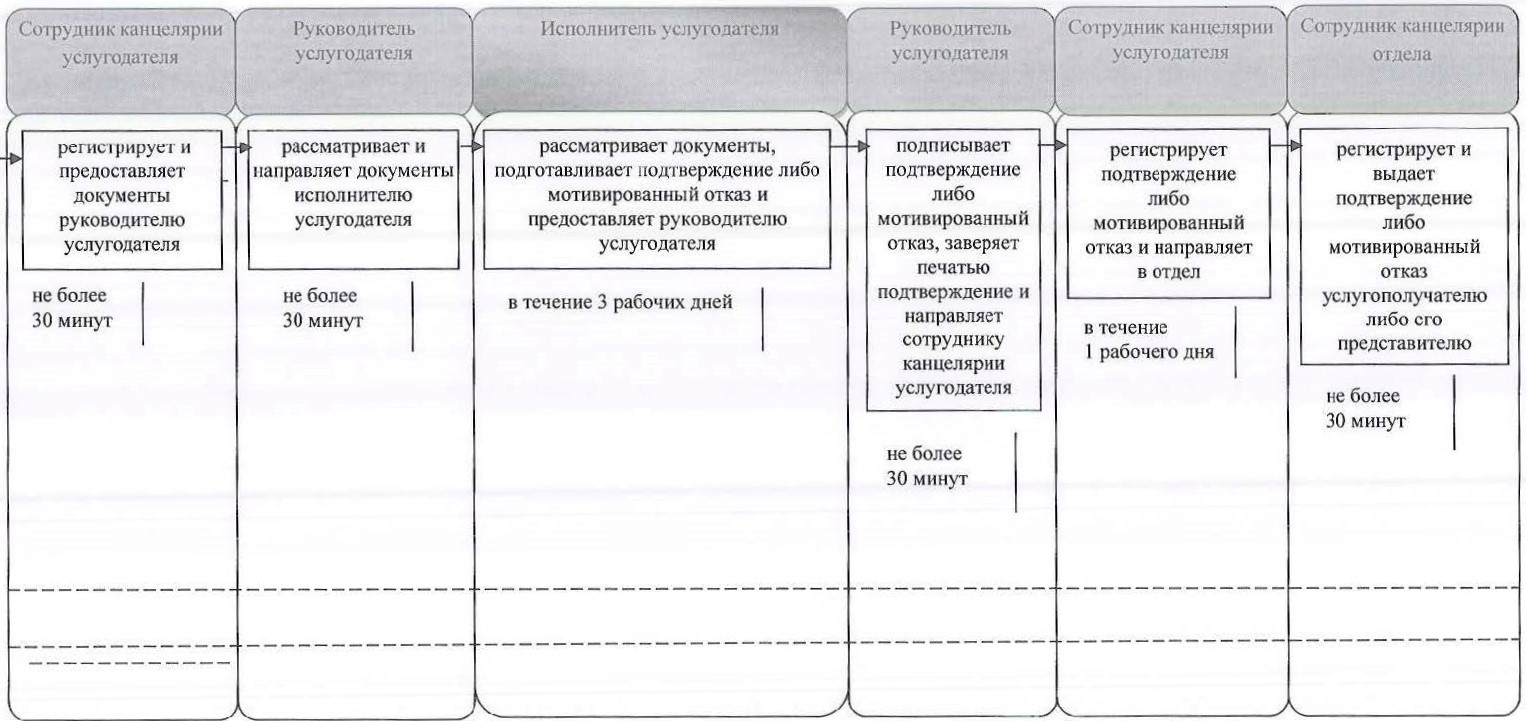 Сотрудник канцелярии
услугодателя
Руководитель
услугодателя
Исполнитель услугодателя
Руководитель
услугодателя
Сотрудник канцелярии
услугодателя
Сотрудник канцелярии
отдела
регистрирует и
предоставляет
документы
руководителю
услугодателя
не более
30 минут
рассматривает и
направляет документы
исполнителю
услугодателя
не более
30 минут
рассматривает документы,
подготавливает подтверждение либо
мотивированный отказ и
предоставляет руководителю
услугодателя
в течение 3 рабочих дней
подписывает
подтверждение
либо
мотивированный
отказ, заверяет
печатью
подтверждение и
направляет
сотруднику
канцелярии
услугодателя
не более
30 минут
регистрирует
подтверждение
либо
мотивированный
отказ и направляет
в отдел
в течение
1 рабочего дня
регистрирует и
выдает
подтверждение
либо
мотивированный
отказ
услугополучателю
либо его
представителю
не более
30 минут